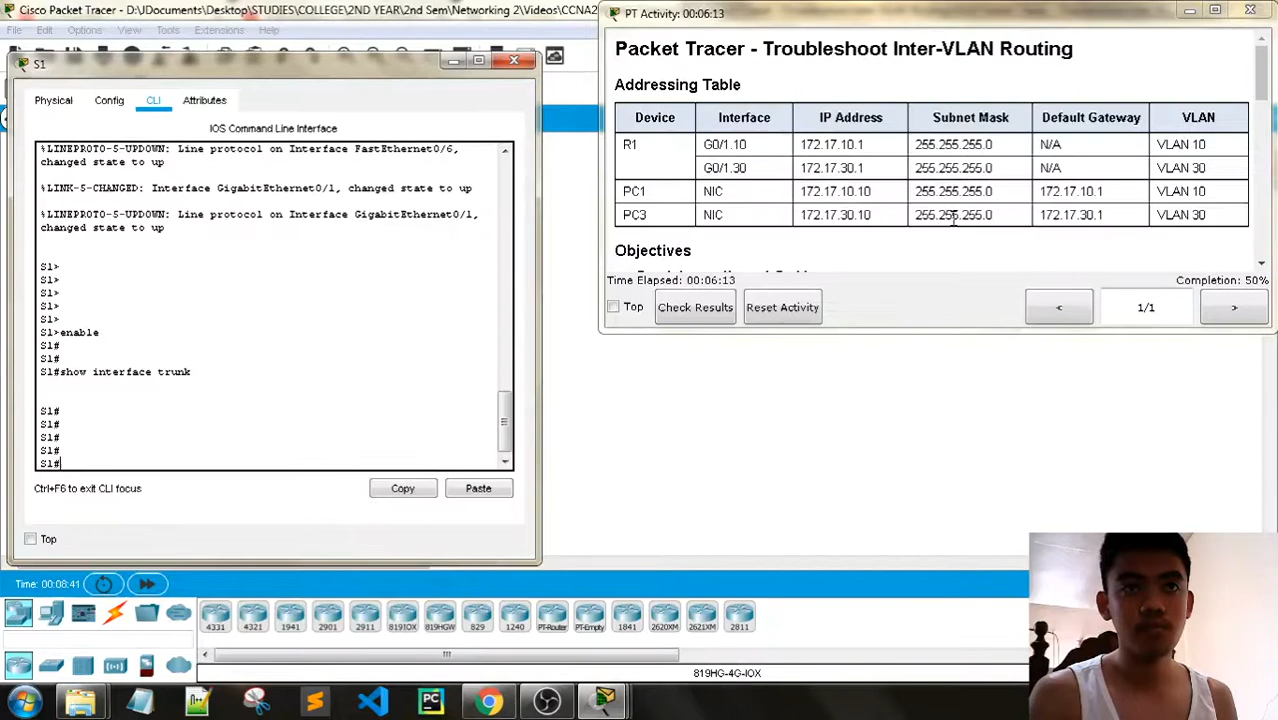 Cisco Packet Tracer - D:\JDocuments\Desktop\STUDIES\COLLEGE\2ND YEAR\2nd Sem\Networking 2\Videos\CCNA2
File Edit Options View Tools Extensions Help
S1
Physical Config CLI Attributes
IOS Command Line Interface
%LINEPROTO-5-UPDOWN: Line protocol on Interface FastEthernet0/6,
changed state to up
%LINK-5-CHANGED: Interface GigabitEthernet0/1, changed state to up
%LINEPROTO-5-UPDOWN: Line protocol on Interface GigabitEthernet0/1,
changed state to up
S1>
S1>
S1>
S1>
S1>
S1>enable
S1#
S1#
S1#show interface trunk
S1#
S1#
S1#
S1#
S1#
Ctrl+F6 to exit CLI focus
Copy Paste
Top
PT Activity: 00:06:13
Packet Tracer - Troubleshoot Inter-VLAN Routing
Addressing Table
Device Interface IP Address Subnet Mask Default Gateway VLAN
R1 G0/1.10 172.17.10.1 255.255.255.0 N/A VLAN 10
G0/1.30 172.17.30.1 255.255.255.0 N/A VLAN 30
PC1 NIC 172.17.10.10 255.255.255.0 172.17.10.1 VLAN 10
PC3 NIC 172.17.30.10 255.255.255.0 172.17.30.1 VLAN 30
Objectives
Time Elapsed: 00:06:13 Completion: 50%
Top Check Results Reset Activity < 1/1 >
Time: 00:08:41
4331 4321 1941 2901 2911 819IOX 819HGW 829 1240 PT-Router PT-Empty 1841 2620XM 2621XM 2811
819HG-4G-IOX
PC